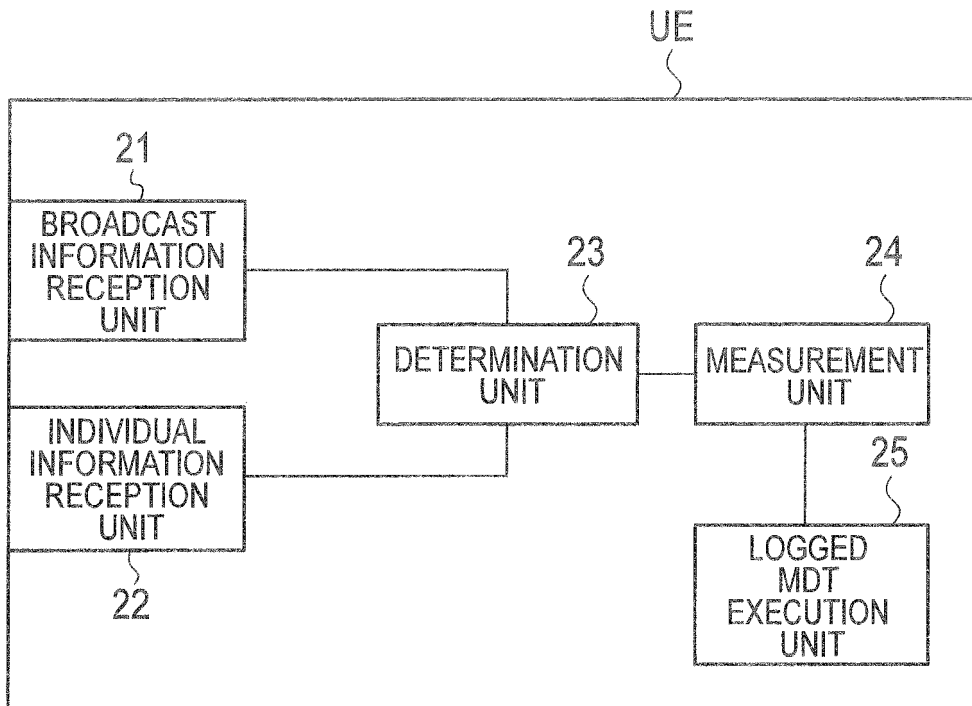 UE
21
BROADCAST
INFORMATION
RECEPTION
UNIT
23
DETERMINATION
UNIT
24
MEASUREMENT
UNIT
INDIVIDUAL
INFORMATION
RECEPTION
UNIT
22
25
LOGGED
MDT
EXECUTION
UNIT